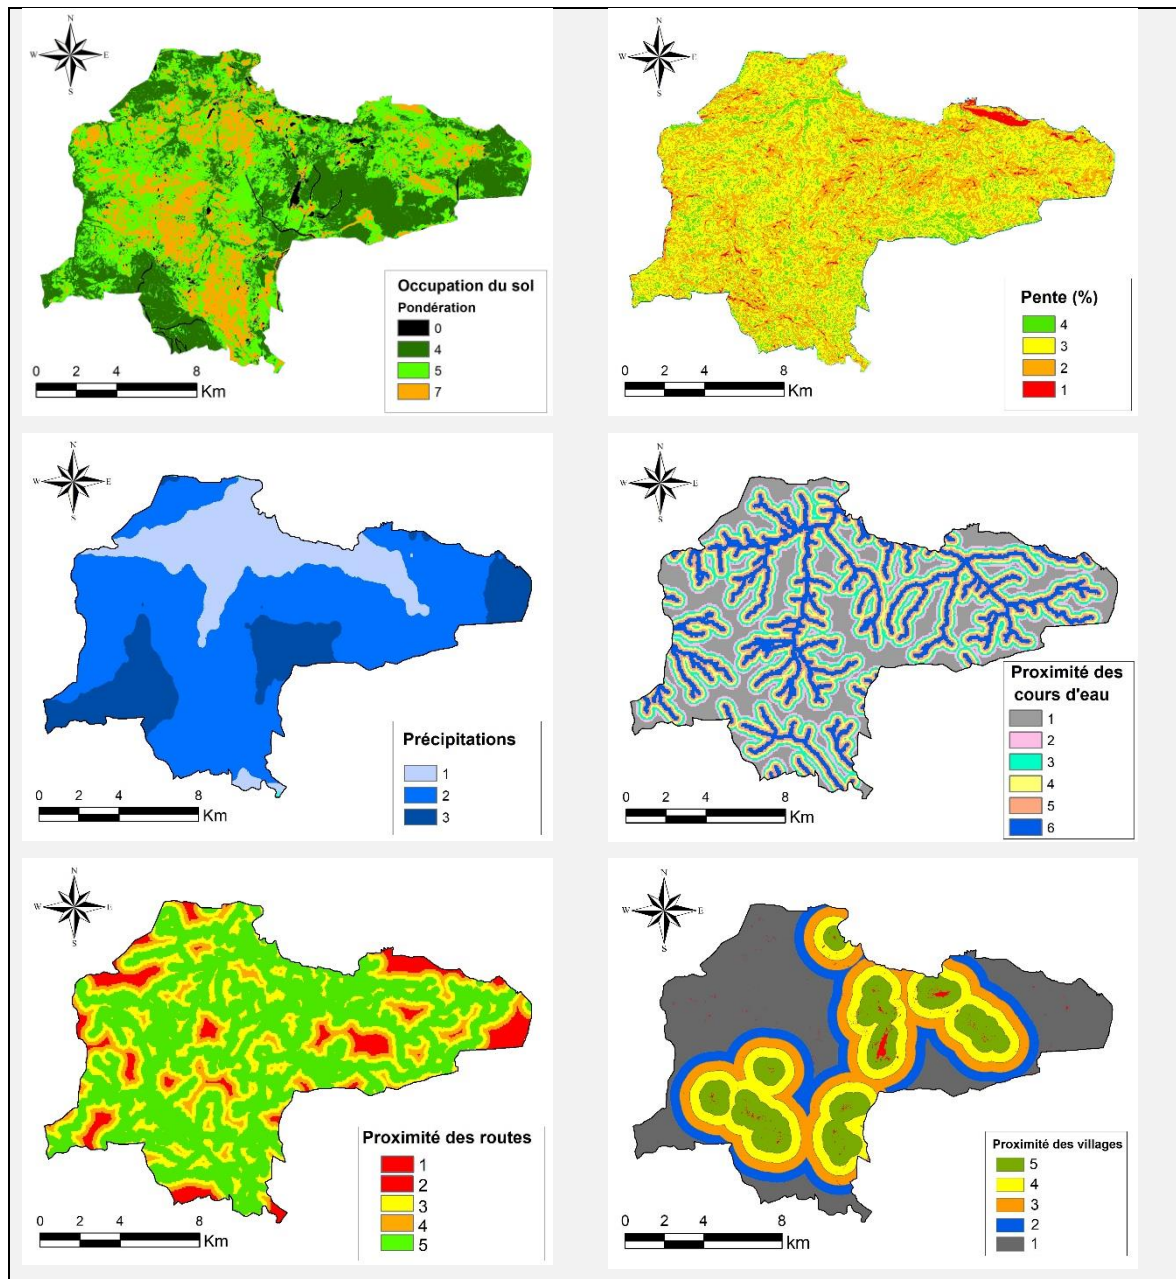 N
W E
S
Occupation du sol
Pondération
0
4
5
7
0 4 8
Km
N
W E
S
Pente (%)
4
3
2
1
0 2 4 8
Km
N
W E
S
Précipitations
1
2
3
0 2 4 8
Km
N
W E
S
Proximité des
cours d'eau
1
2
3
4
5
6
0 2 4 8
Km
N
W E
S
Proximité des routes
1
2
3
4
5
0 2 4 8
Km
N
W E
S
Proximité des villages
5
4
3
2
1
0 2 4 8
km